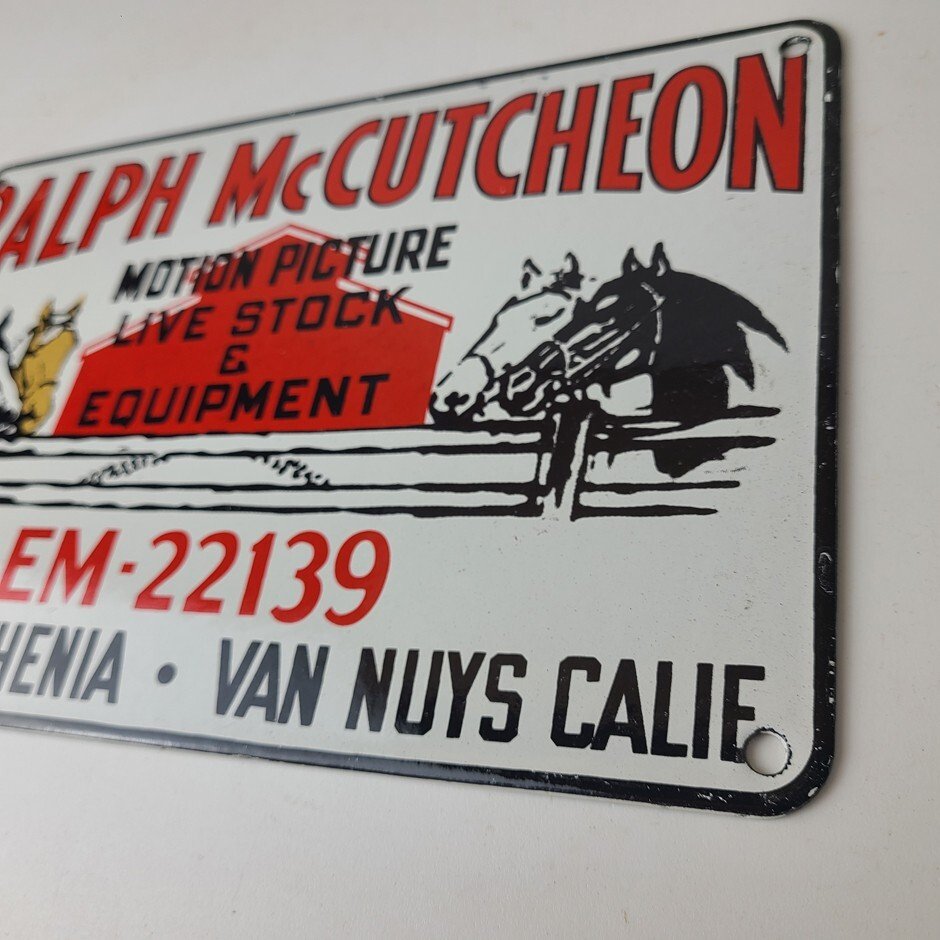 RALPH McCUTCHEON
MOTION PICTURE
LIVE STOCK
&
EQUIPMENT
EM-22139
HENIA • VAN NUYS CALIF